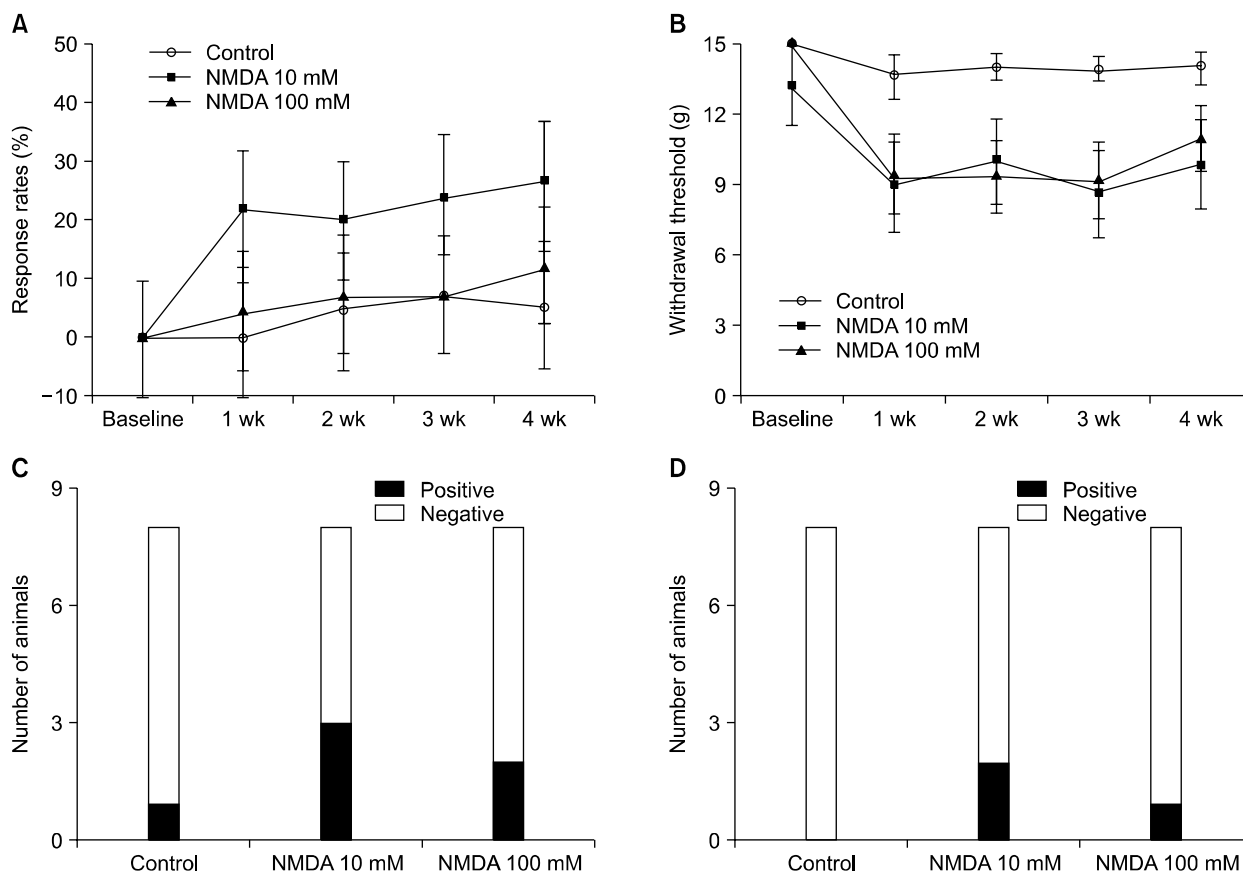 A
50
40
30
20
10
0
−10
Response rates (%)
Control
NMDA 10 mM
NMDA 100 mM
Baseline 1 wk 2 wk 3 wk 4 wk
B
15
12
9
6
3
0
Withdrawal threshold (g)
Control
NMDA 10 mM
NMDA 100 mM
Baseline 1 wk 2 wk 3 wk 4 wk
C
9
6
3
0
Number of animals
Positive
Negative
Control NMDA 10 mM NMDA 100 mM
D
9
6
3
0
Number of animals
Positive
Negative
Control NMDA 10 mM NMDA 100 mM